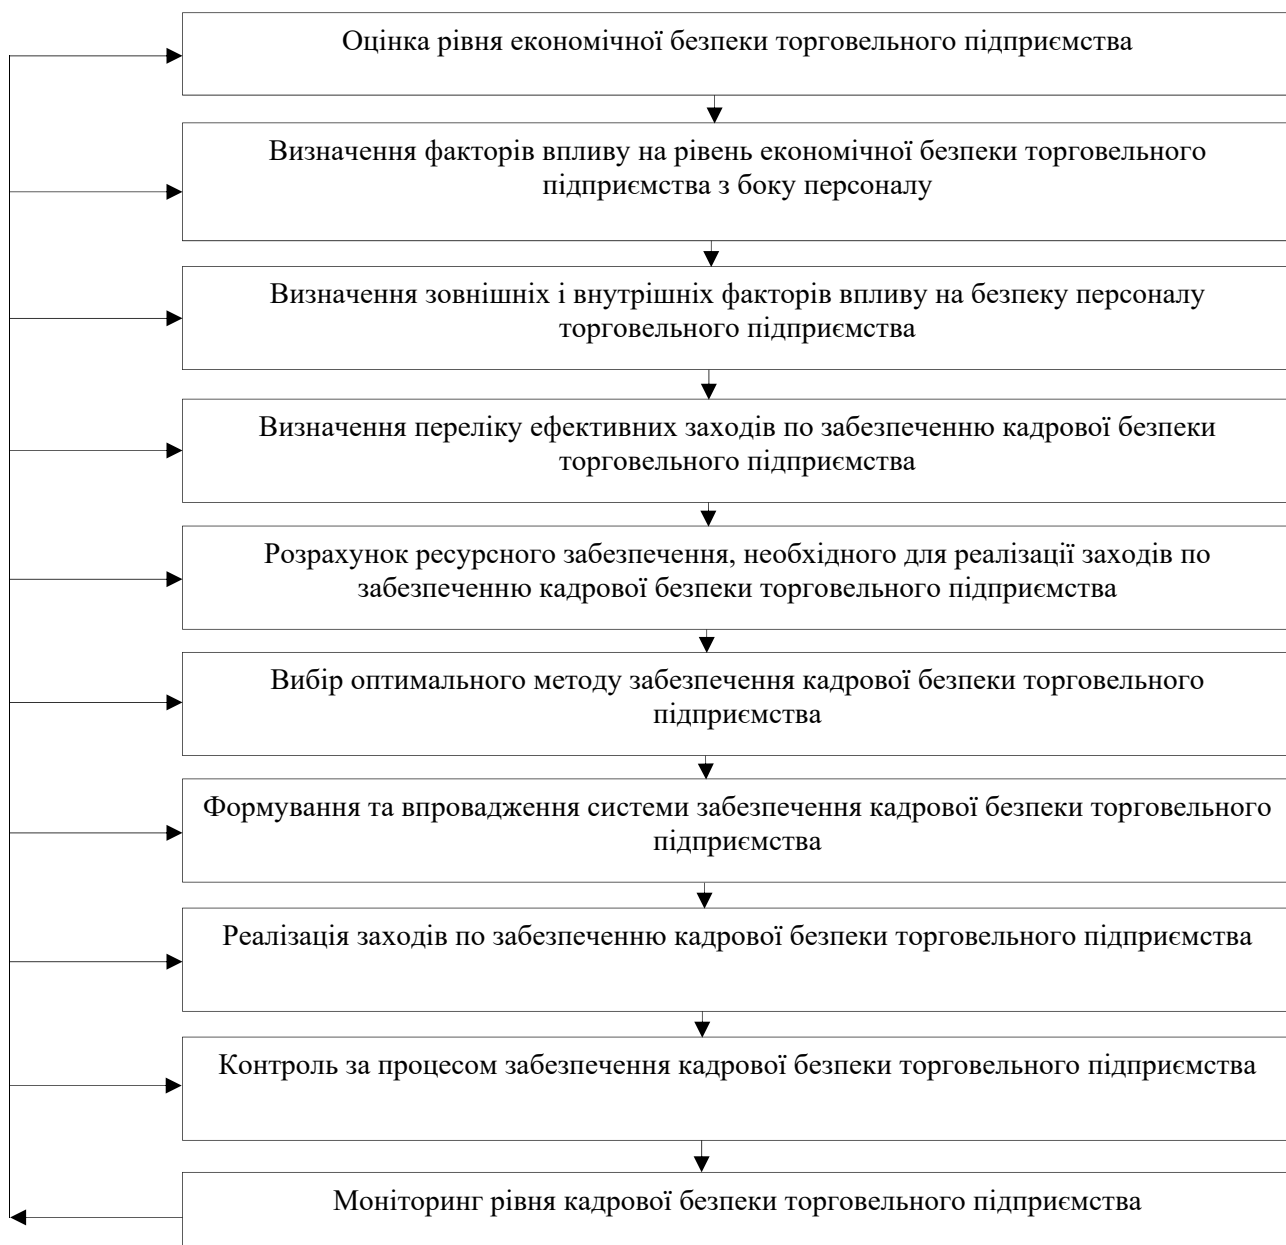 Оцінка рівня економічної безпеки торговельного підприємства
Визначення факторів впливу на рівень економічної безпеки торговельного
підприємства з боку персоналу
Визначення зовнішніх і внутрішніх факторів впливу на безпеку персоналу
торговельного підприємства
Визначення переліку ефективних заходів по забезпеченню кадрової безпеки
торговельного підприємства
Розрахунок ресурсного забезпечення, необхідного для реалізації заходів по
забезпеченню кадрової безпеки торговельного підприємства
Вибір оптимального методу забезпечення кадрової безпеки торговельного
підприємства
Формування та впровадження системи забезпечення кадрової безпеки торговельного
підприємства
Реалізація заходів по забезпеченню кадрової безпеки торговельного підприємства
Контроль за процесом забезпечення кадрової безпеки торговельного підприємства
Моніторинг рівня кадрової безпеки торговельного підприємства